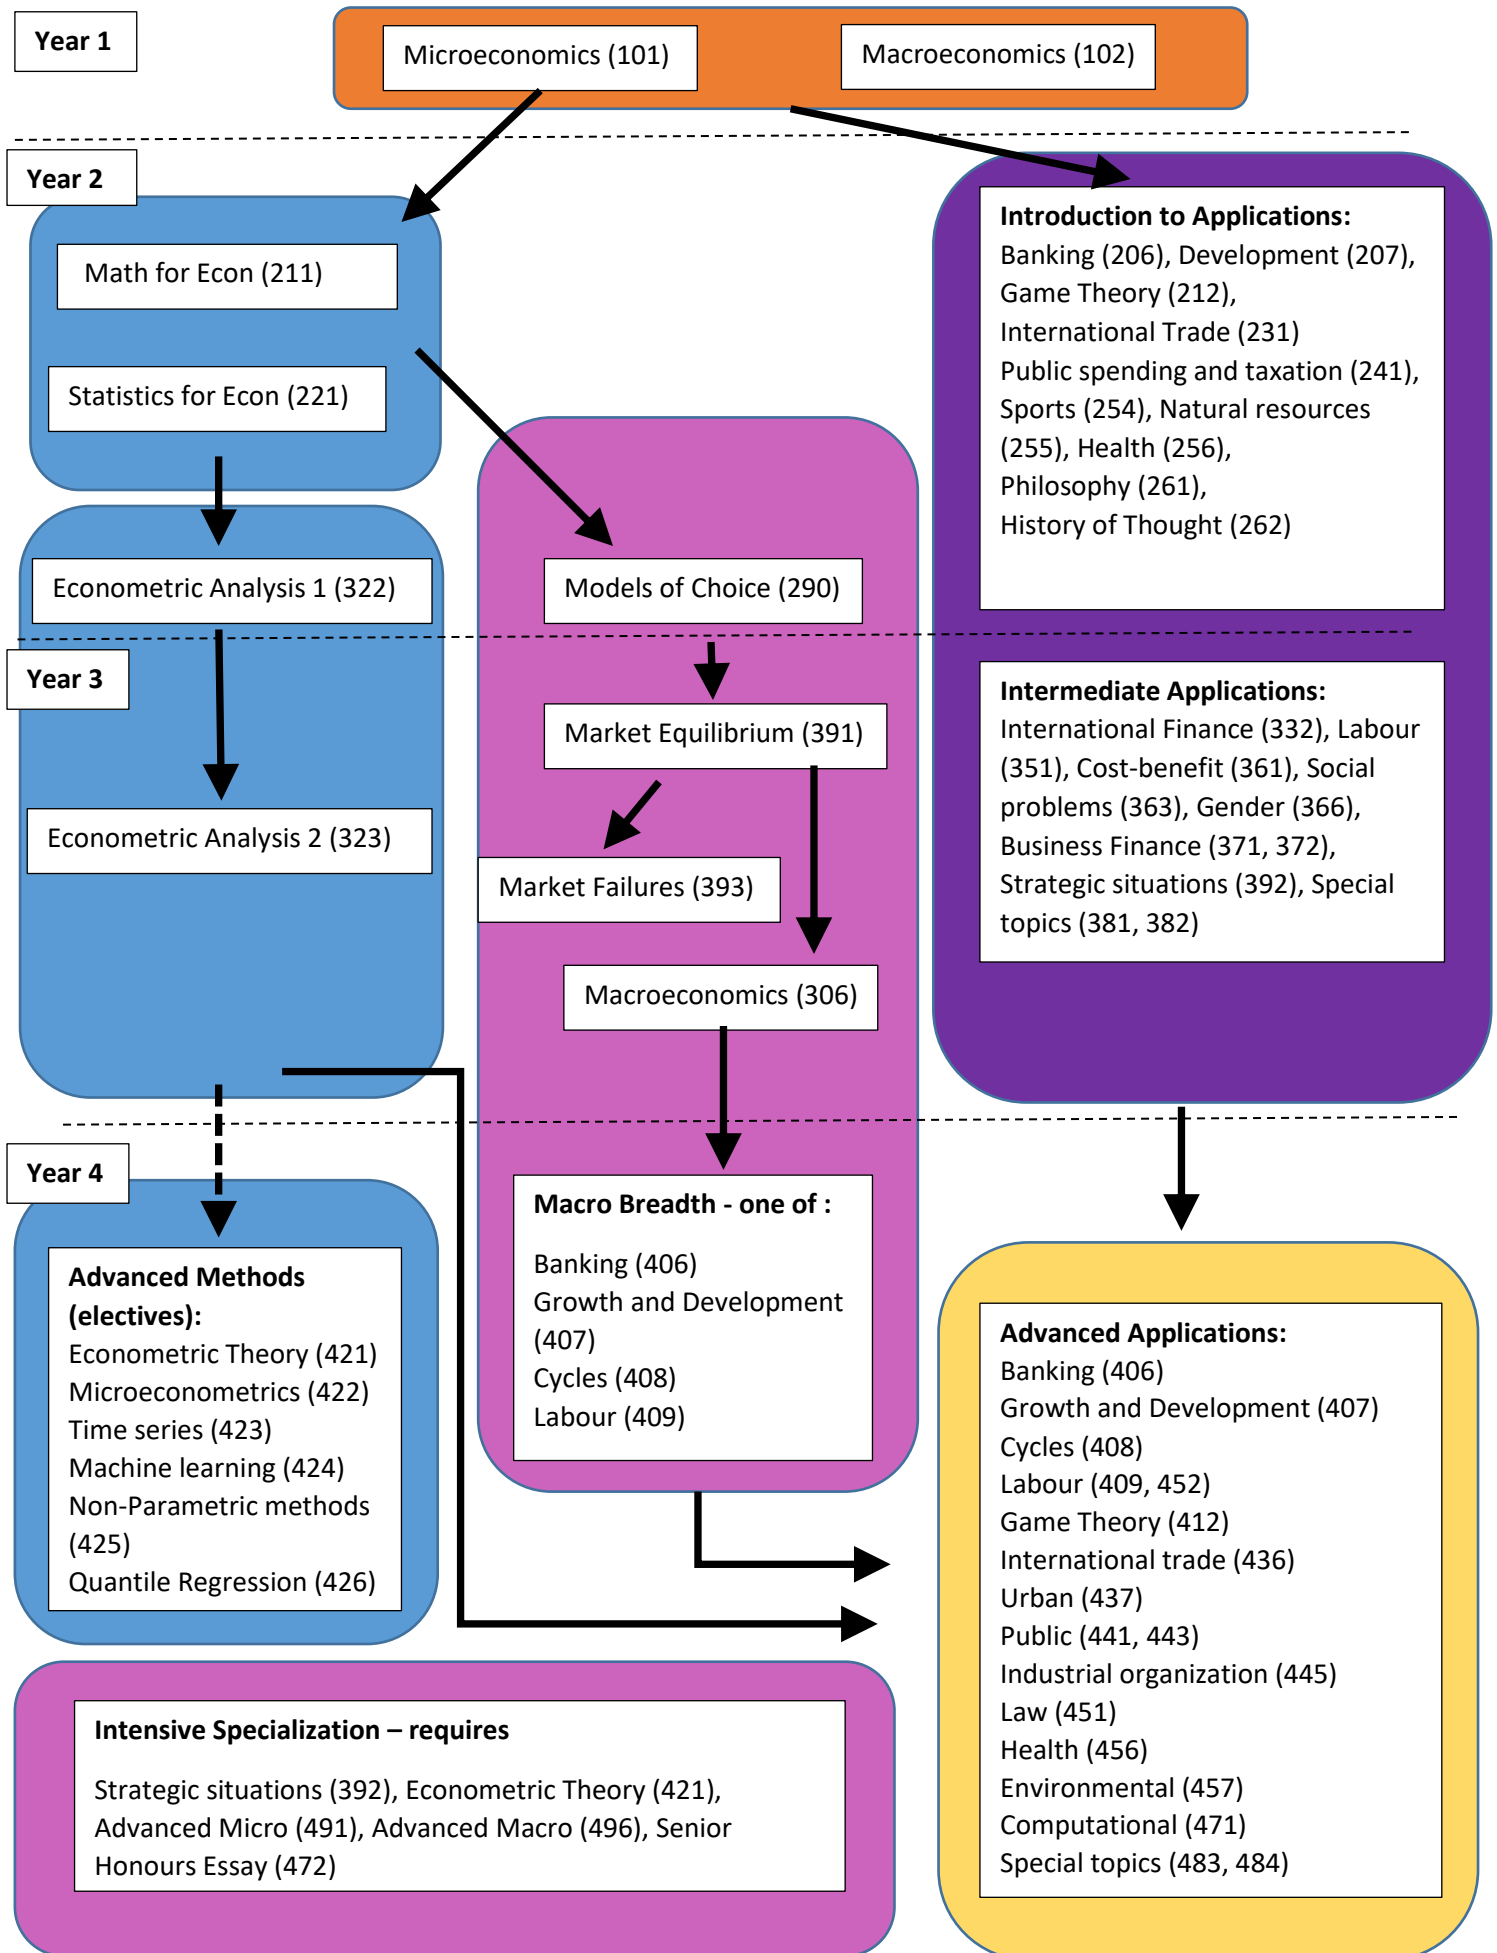 Year 1
Microeconomics (101)
Macroeconomics (102)
Year 2
Math for Econ (211)
Statistics for Econ (221)
Introduction to Applications:
Banking (206), Development (207),
Game Theory (212),
International Trade (231)
Public spending and taxation (241),
Sports (254), Natural resources
(255), Health (256),
Philosophy (261),
History of Thought (262)
Econometric Analysis 1 (322)
Models of Choice (290)
Year 3
Econometric Analysis 2 (323)
Market Equilibrium (391)
Market Failures (393)
Macroeconomics (306)
Intermediate Applications:
International Finance (332), Labour
(351), Cost-benefit (361), Social
problems (363), Gender (366),
Business Finance (371, 372),
Strategic situations (392), Special
topics (381, 382)
Year 4
Advanced Methods
(electives):
Econometric Theory (421)
Microeconometrics (422)
Time series (423)
Machine learning (424)
Non-Parametric methods
(425)
Quantile Regression (426)
Macro Breadth - one of :
Banking (406)
Growth and Development
(407)
Cycles (408)
Labour (409)
Advanced Applications:
Banking (406)
Growth and Development (407)
Cycles (408)
Labour (409, 452)
Game Theory (412)
International trade (436)
Urban (437)
Public (441, 443)
Industrial organization (445)
Law (451)
Health (456)
Environmental (457)
Computational (471)
Special topics (483, 484)
Intensive Specialization – requires
Strategic situations (392), Econometric Theory (421),
Advanced Micro (491), Advanced Macro (496), Senior
Honours Essay (472)